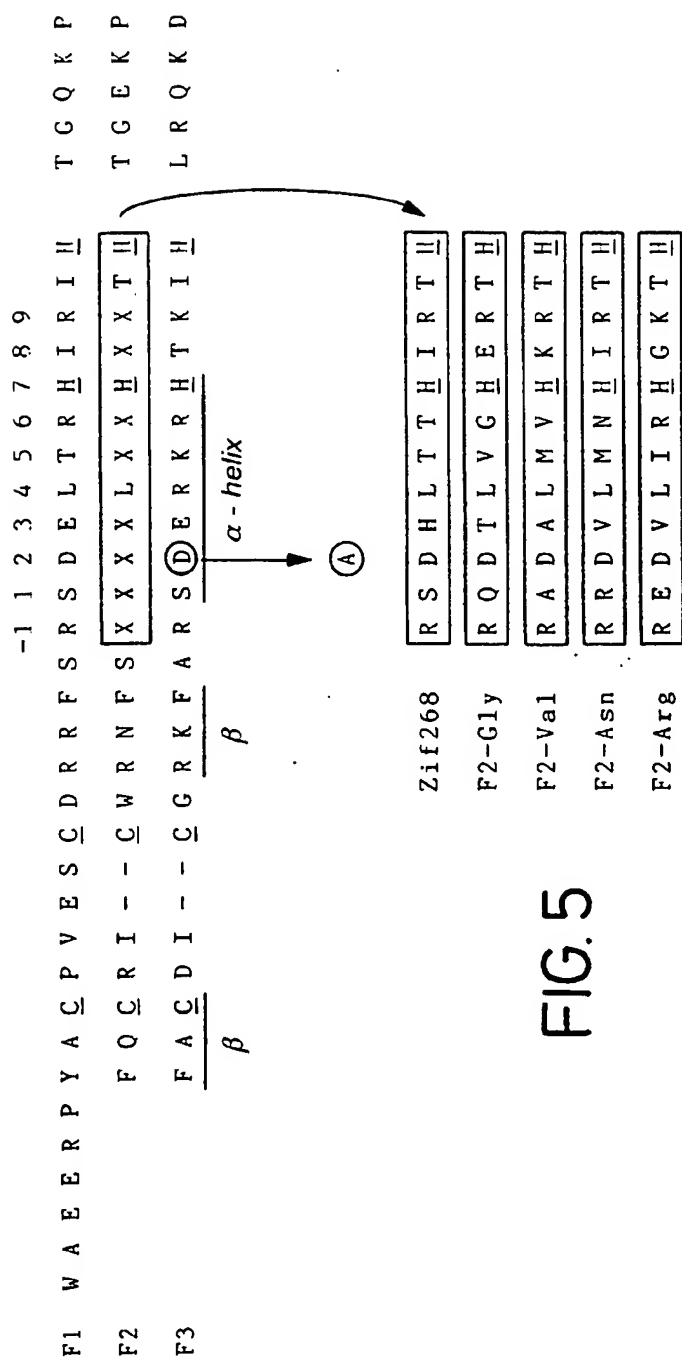 -1 1 2 3 4 5 6 7 8 9
F1 W A E E R P Y A C P V E S C D R R F S R S D E L T R H I R I H T G Q K P
F2 F Q C R I - - C W R N F S X X X X L X X H X X T H T G E K P
F3 F A C D I - - C G R K F A R S D E R K R H T K I H L R Q K D
β β α - helix
A
Zif268 R S D H L T T H I R T H
F2-Gly R Q D T L V G H E R T H
F2-Val R A D A L M V H K R T H
F2-Asn R R D V L M N H I R T H
F2-Arg R E D V L I R H G K T H
FIG. 5